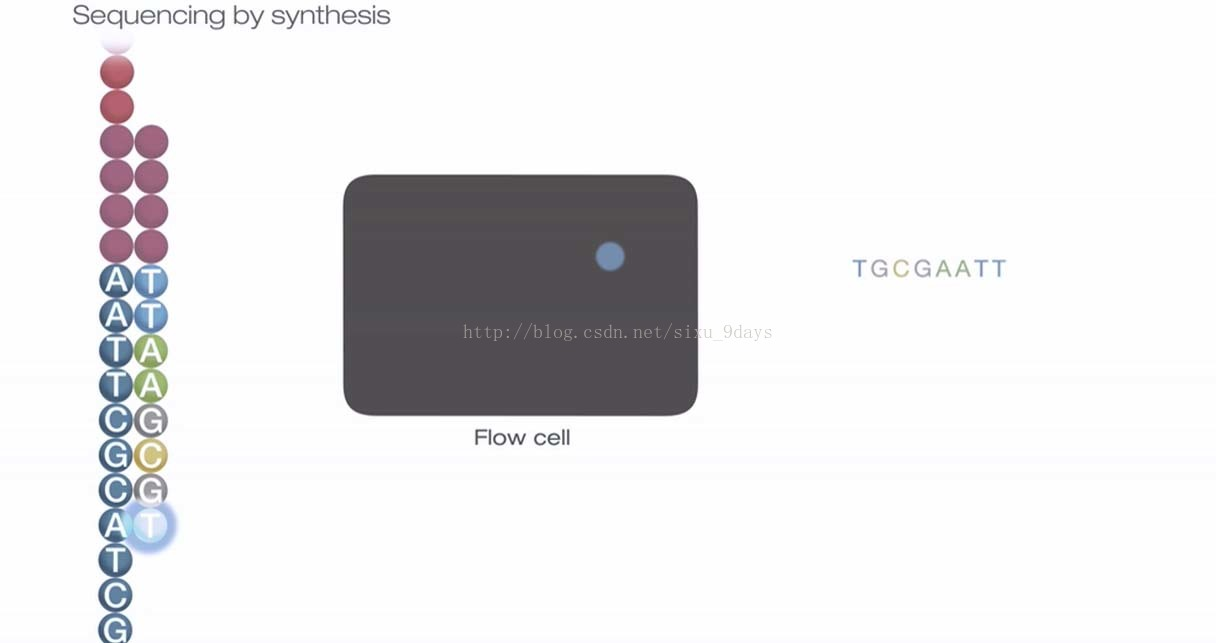 Sequencing by synthesis
A T
A T
T A
T A
C G
G C
C G
A T
T
C
G
TGCGAATT
http://blog.csdn.net/sixu_9days
Flow cell